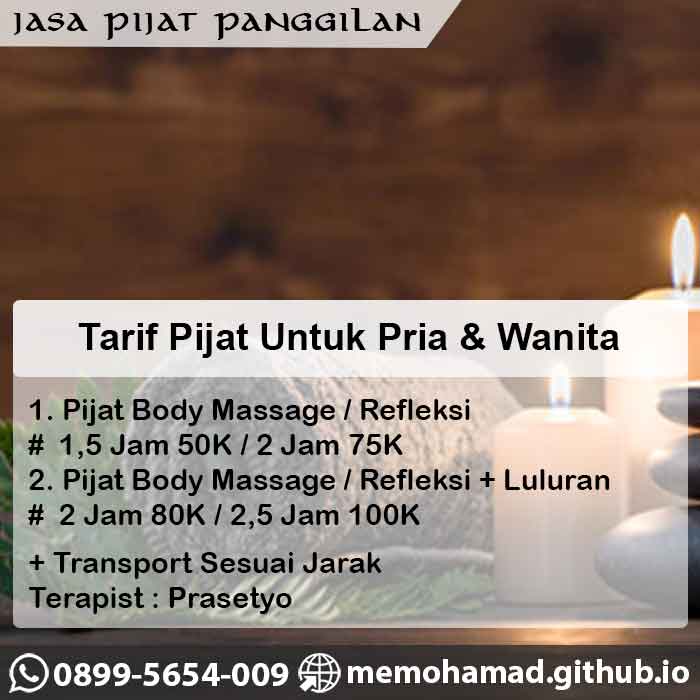 JASA PIJAT PANGGILAN
Tarif Pijat Untuk Pria & Wanita
1. Pijat Body Massage / Refleksi
# 1,5 Jam 50K / 2 Jam 75K
2. Pijat Body Massage / Refleksi + Luluran
# 2 Jam 80K / 2,5 Jam 100K
+ Transport Sesuai Jarak
Terapist : Prasetyo
0899-5654-009 memohamad.github.io